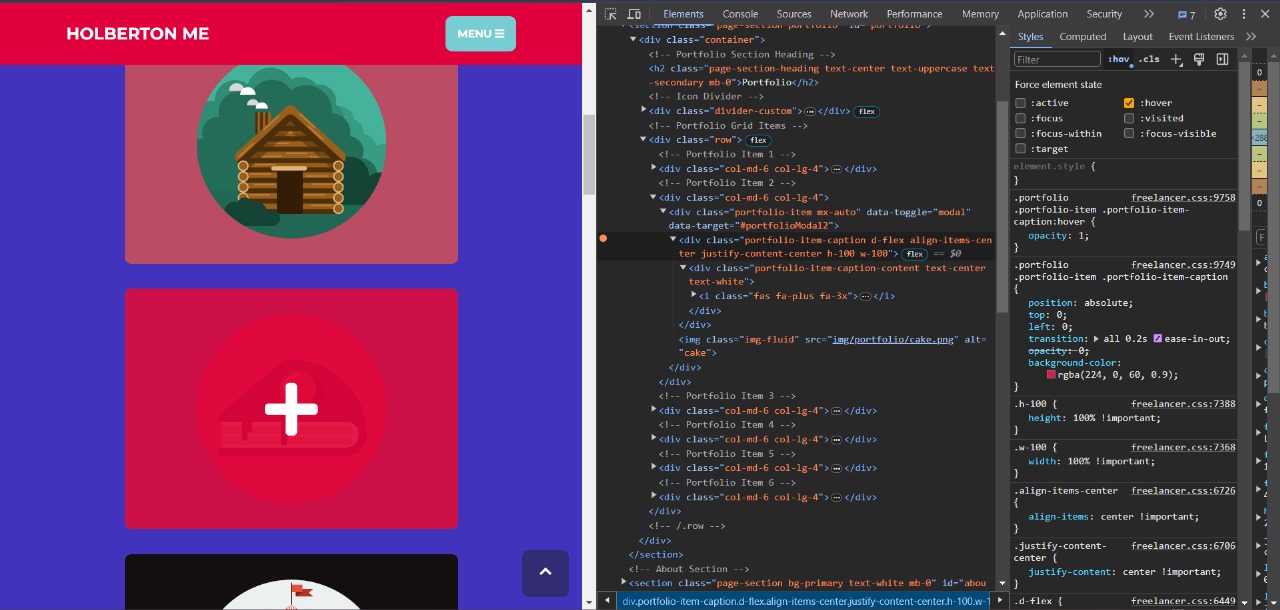 HOLBERTON ME
MENU
Elements Console Sources Network Performance Memory Application Security 7
<div class="container">
<!-- Portfolio Section Heading -->
<h2 class="page-section-heading text-center text-uppercase text
-secondary mb-0">Portfolio</h2>
<!-- Icon Divider -->
<div class="divider-custom"> </div> flex
<!-- Portfolio Grid Items -->
<div class="row"> flex
<!-- Portfolio Item 1 -->
<div class="col-md-6 col-lg-4"> </div>
<!-- Portfolio Item 2 -->
<div class="col-md-6 col-lg-4">
<div class="portfolio-item mx-auto" data-toggle="modal"
data-target="#portfolioModal2">
<div class="portfolio-item-caption d-flex align-items-cen
ter justify-content-center h-100 w-100"> flex == $0
<div class="portfolio-item-caption-content text-center
text-white">
<i class="fas fa-plus fa-3x"> </i>
</div>
</div>
<img class="img-fluid" src="img/portfolio/cake.png" alt=
"cake">
</div>
</div>
<!-- Portfolio Item 3 -->
<div class="col-md-6 col-lg-4"> </div>
<!-- Portfolio Item 4 -->
<div class="col-md-6 col-lg-4"> </div>
<!-- Portfolio Item 5 -->
<div class="col-md-6 col-lg-4"> </div>
<!-- Portfolio Item 6 -->
<div class="col-md-6 col-lg-4"> </div>
</div>
<!-- /.row -->
</div>
</section>
<!-- About Section -->
<section class="page-section bg-primary text-white mb-0" id="abou
div.portfolio-item-caption.d-flex.align-items-center.justify-content-center.h-100.w-1
Styles Computed Layout Event Listeners
Filter :hov .cls
Force element state
:active :hover
:focus :visited
:focus-within :focus-visible
:target
element.style {
}
.portfolio freelancer.css:9758
.portfolio-item .portfolio-item-
caption:hover {
opacity: 1;
}
.portfolio freelancer.css:9749
.portfolio-item .portfolio-item-caption
{
position: absolute;
top: 0;
left: 0;
transition: all 0.2s ease-in-out;
opacity: 0;
background-color:
rgba(224, 0, 60, 0.9);
}
.h-100 { freelancer.css:7388
height: 100% !important;
}
.w-100 { freelancer.css:7368
width: 100% !important;
}
.align-items-center freelancer.css:6726
{
align-items: center !important;
}
.justify-content- freelancer.css:6706
center {
justify-content: center !important;
}
.d-flex { freelancer.css:6449